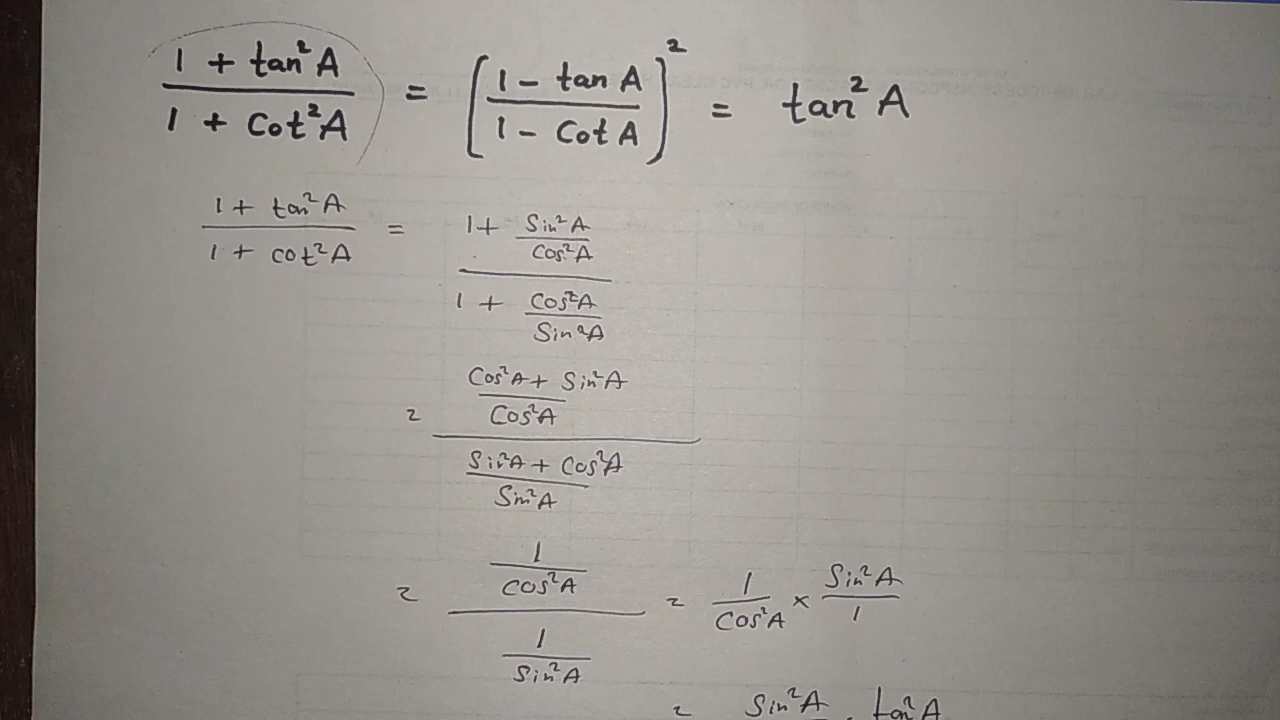 1 + tan²A / 1 + Cot²A = [1 - tan A / 1 - Cot A]² = tan² A
1 + tan²A / 1 + cot²A = 1 + Sin²A / Cos²A / 1 + Cos²A / Sin²A
= Cos²A + Sin²A / Cos²A / Sin²A + Cos²A / Sin²A
= 1 / Cos²A / 1 / Sin²A = 1 / Cos²A × Sin²A / 1
= Sin²A tan²A